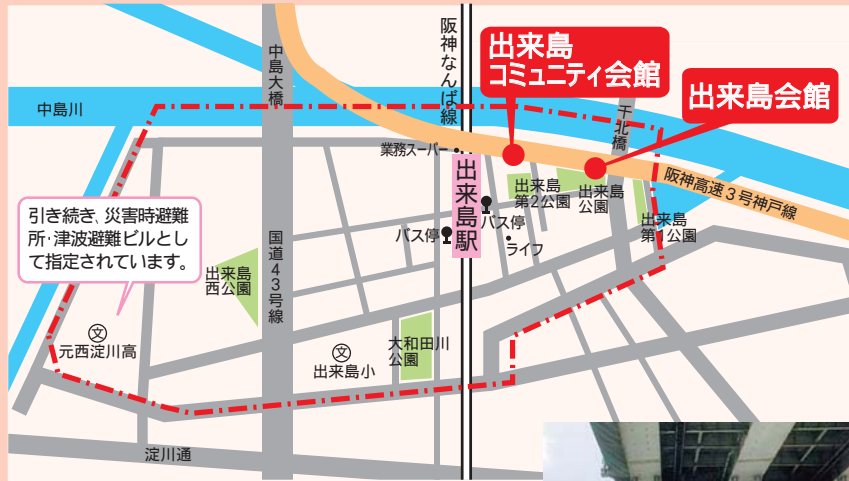 中島大橋
阪神なんば線
出来島
コミュニティ会館
出来島会館
中島川
千北橋
業務スーパー
出来島駅
阪神高速3号神戸線
出来島
第2公園
出来島
公園
出来島
第1公園
引き続き、災害時避難
所・津波避難ビルとし
て指定されています。
バス停
バス停
ライフ
国道43号線
出来島
西公園
文
元西淀川高
文
出来島小
大和田川
公園
淀川通